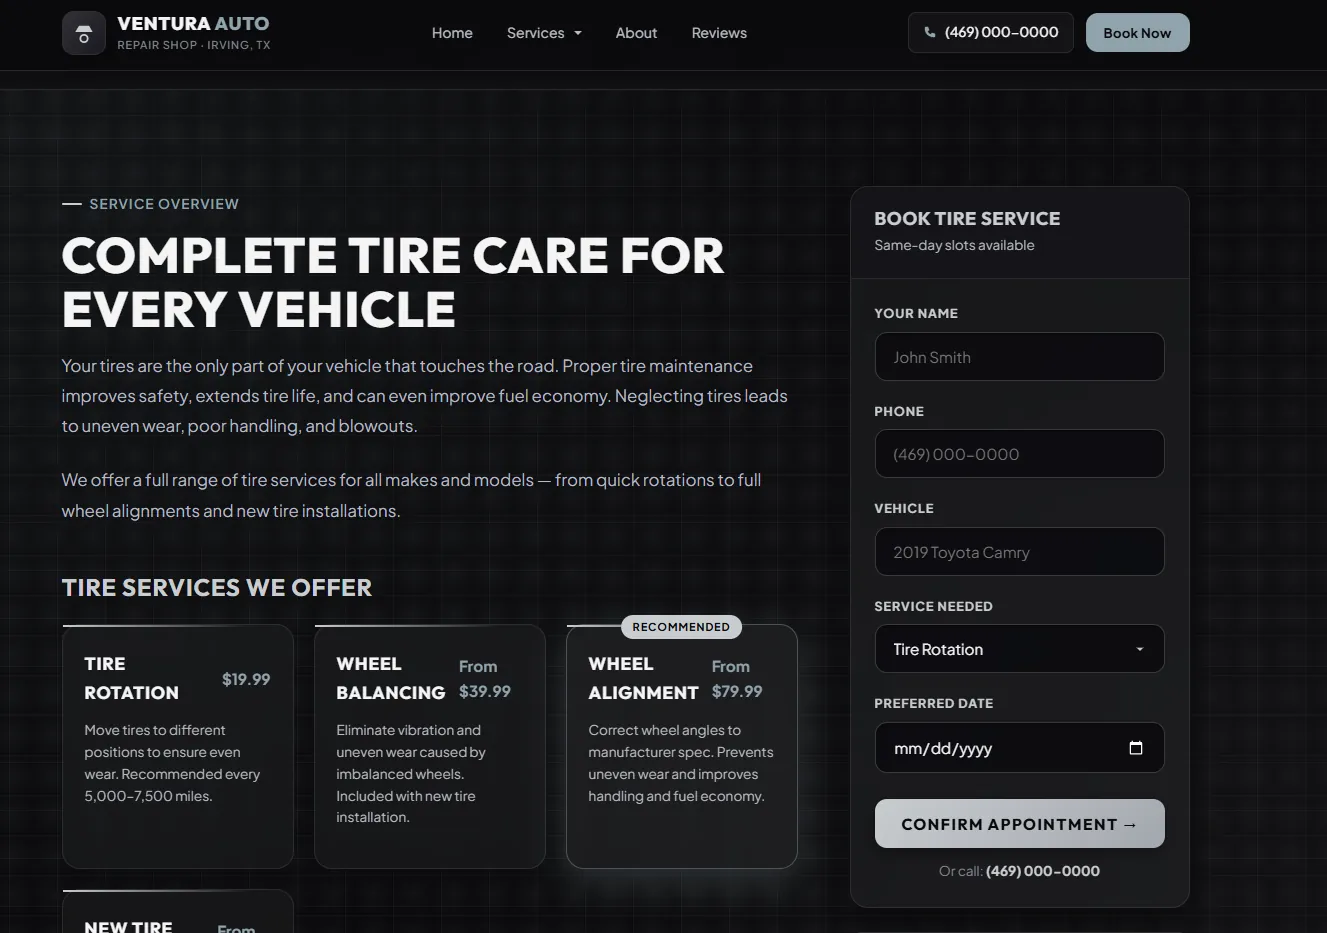 VENTURA AUTO
REPAIR SHOP · IRVING, TX
Home
Services
About
Reviews
(469) 000-0000
Book Now
SERVICE OVERVIEW
COMPLETE TIRE CARE FOR
EVERY VEHICLE
Your tires are the only part of your vehicle that touches the road. Proper tire maintenance
improves safety, extends tire life, and can even improve fuel economy. Neglecting tires leads
to uneven wear, poor handling, and blowouts.
We offer a full range of tire services for all makes and models — from quick rotations to full
wheel alignments and new tire installations.
TIRE SERVICES WE OFFER
TIRE
ROTATION
$19.99
Move tires to different
positions to ensure even
wear. Recommended every
5,000–7,500 miles.
WHEEL
BALANCING
From
$39.99
Eliminate vibration and
uneven wear caused by
imbalanced wheels.
Included with new tire
installation.
RECOMMENDED
WHEEL
ALIGNMENT
From
$79.99
Correct wheel angles to
manufacturer spec. Prevents
uneven wear and improves
handling and fuel economy.
NEW TIRE
From
BOOK TIRE SERVICE
Same-day slots available
YOUR NAME
John Smith
PHONE
(469) 000-0000
VEHICLE
2019 Toyota Camry
SERVICE NEEDED
Tire Rotation
PREFERRED DATE
mm/dd/yyyy
CONFIRM APPOINTMENT →
Or call: (469) 000-0000